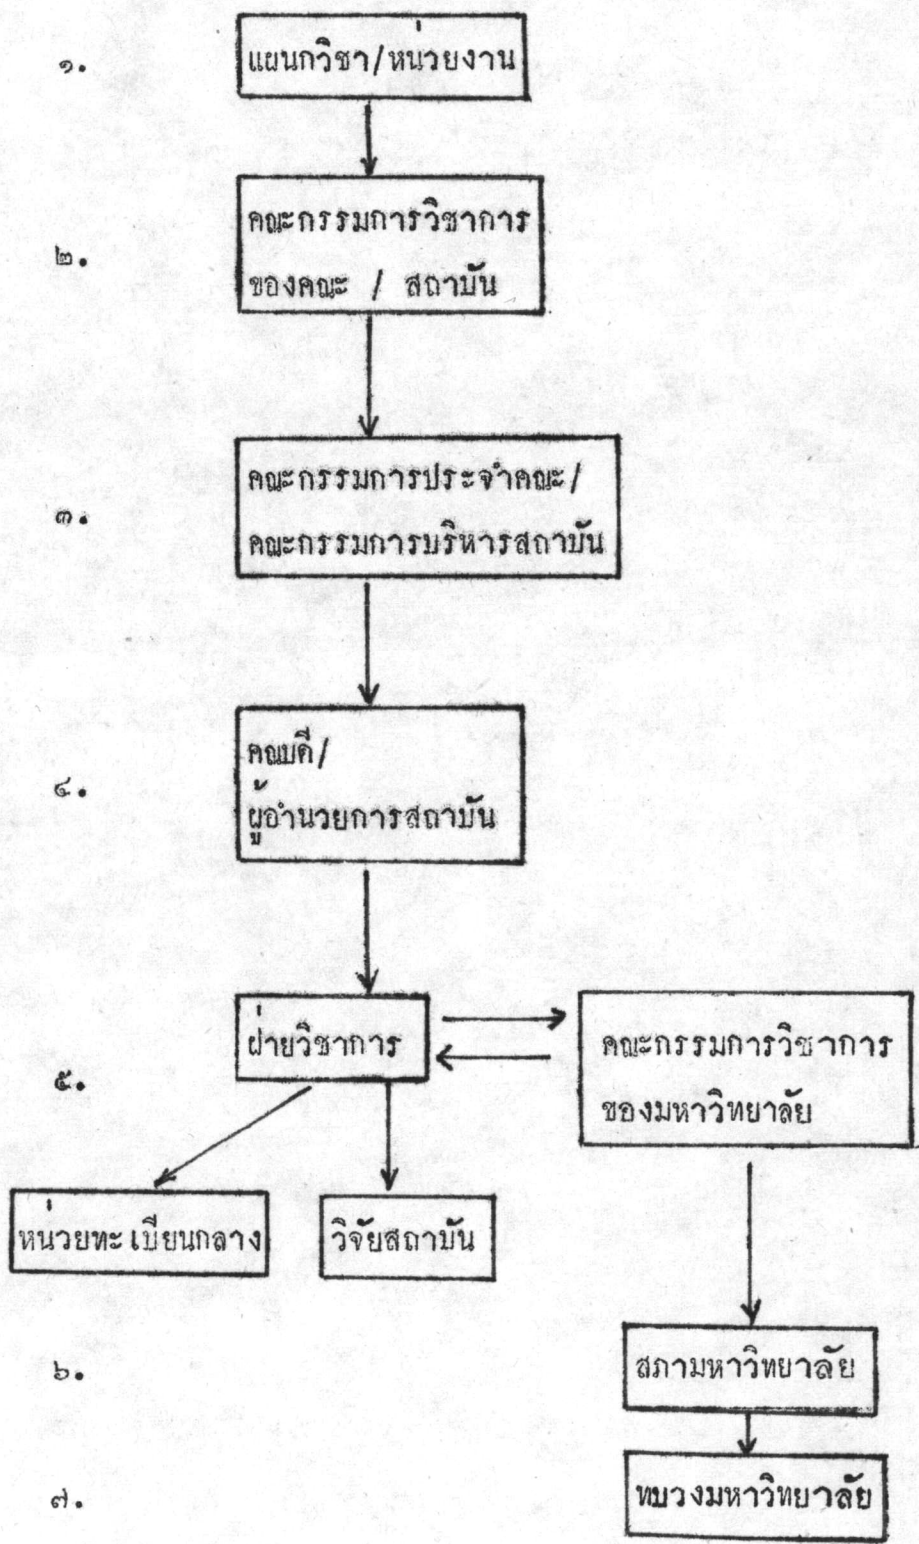 ๑.
แผนกวิชา/หน่วยงาน
๒.
คณะกรรมการวิชาการ
ของคณะ / สถาบัน
๓.
คณะกรรมการประจำคณะ/
คณะกรรมการบริหารสถาบัน
๔.
คณบดี/
ผู้อำนวยการสถาบัน
๕.
ฝ่ายวิชาการ
คณะกรรมการวิชาการ
ของมหาวิทยาลัย
หน่วยทะเบียนกลาง
วิจัยสถาบัน
๖.
สภามหาวิทยาลัย
๗.
ทบวงมหาวิทยาลัย